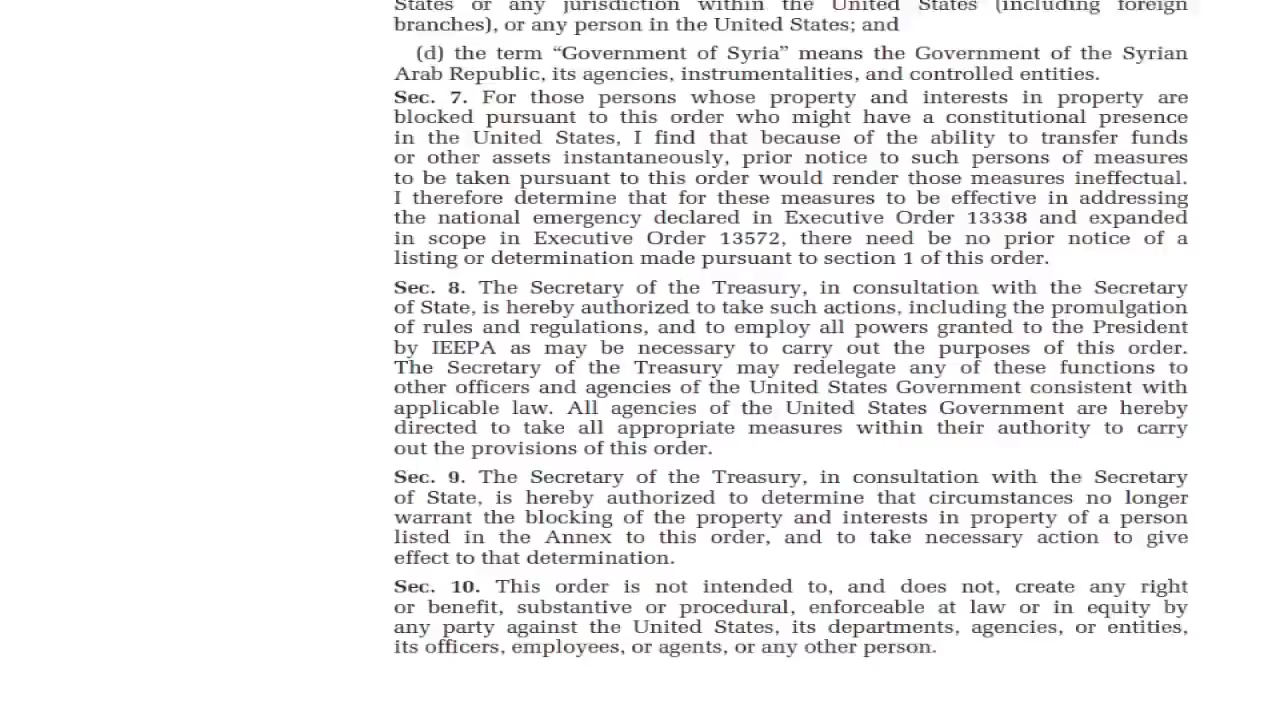 States or any jurisdiction within the United States (including foreign
branches), or any person in the United States; and
(d) the term “Government of Syria” means the Government of the Syrian
Arab Republic, its agencies, instrumentalities, and controlled entities.
Sec. 7. For those persons whose property and interests in property are
blocked pursuant to this order who might have a constitutional presence
in the United States, I find that because of the ability to transfer funds
or other assets instantaneously, prior notice to such persons of measures
to be taken pursuant to this order would render those measures ineffectual.
I therefore determine that for these measures to be effective in addressing
the national emergency declared in Executive Order 13338 and expanded
in scope in Executive Order 13572, there need be no prior notice of a
listing or determination made pursuant to section 1 of this order.
Sec. 8. The Secretary of the Treasury, in consultation with the Secretary
of State, is hereby authorized to take such actions, including the promulgation
of rules and regulations, and to employ all powers granted to the President
by IEEPA as may be necessary to carry out the purposes of this order.
The Secretary of the Treasury may redelegate any of these functions to
other officers and agencies of the United States Government consistent with
applicable law. All agencies of the United States Government are hereby
directed to take all appropriate measures within their authority to carry
out the provisions of this order.
Sec. 9. The Secretary of the Treasury, in consultation with the Secretary
of State, is hereby authorized to determine that circumstances no longer
warrant the blocking of the property and interests in property of a person
listed in the Annex to this order, and to take necessary action to give
effect to that determination.
Sec. 10. This order is not intended to, and does not, create any right
or benefit, substantive or procedural, enforceable at law or in equity by
any party against the United States, its departments, agencies, or entities,
its officers, employees, or agents, or any other person.